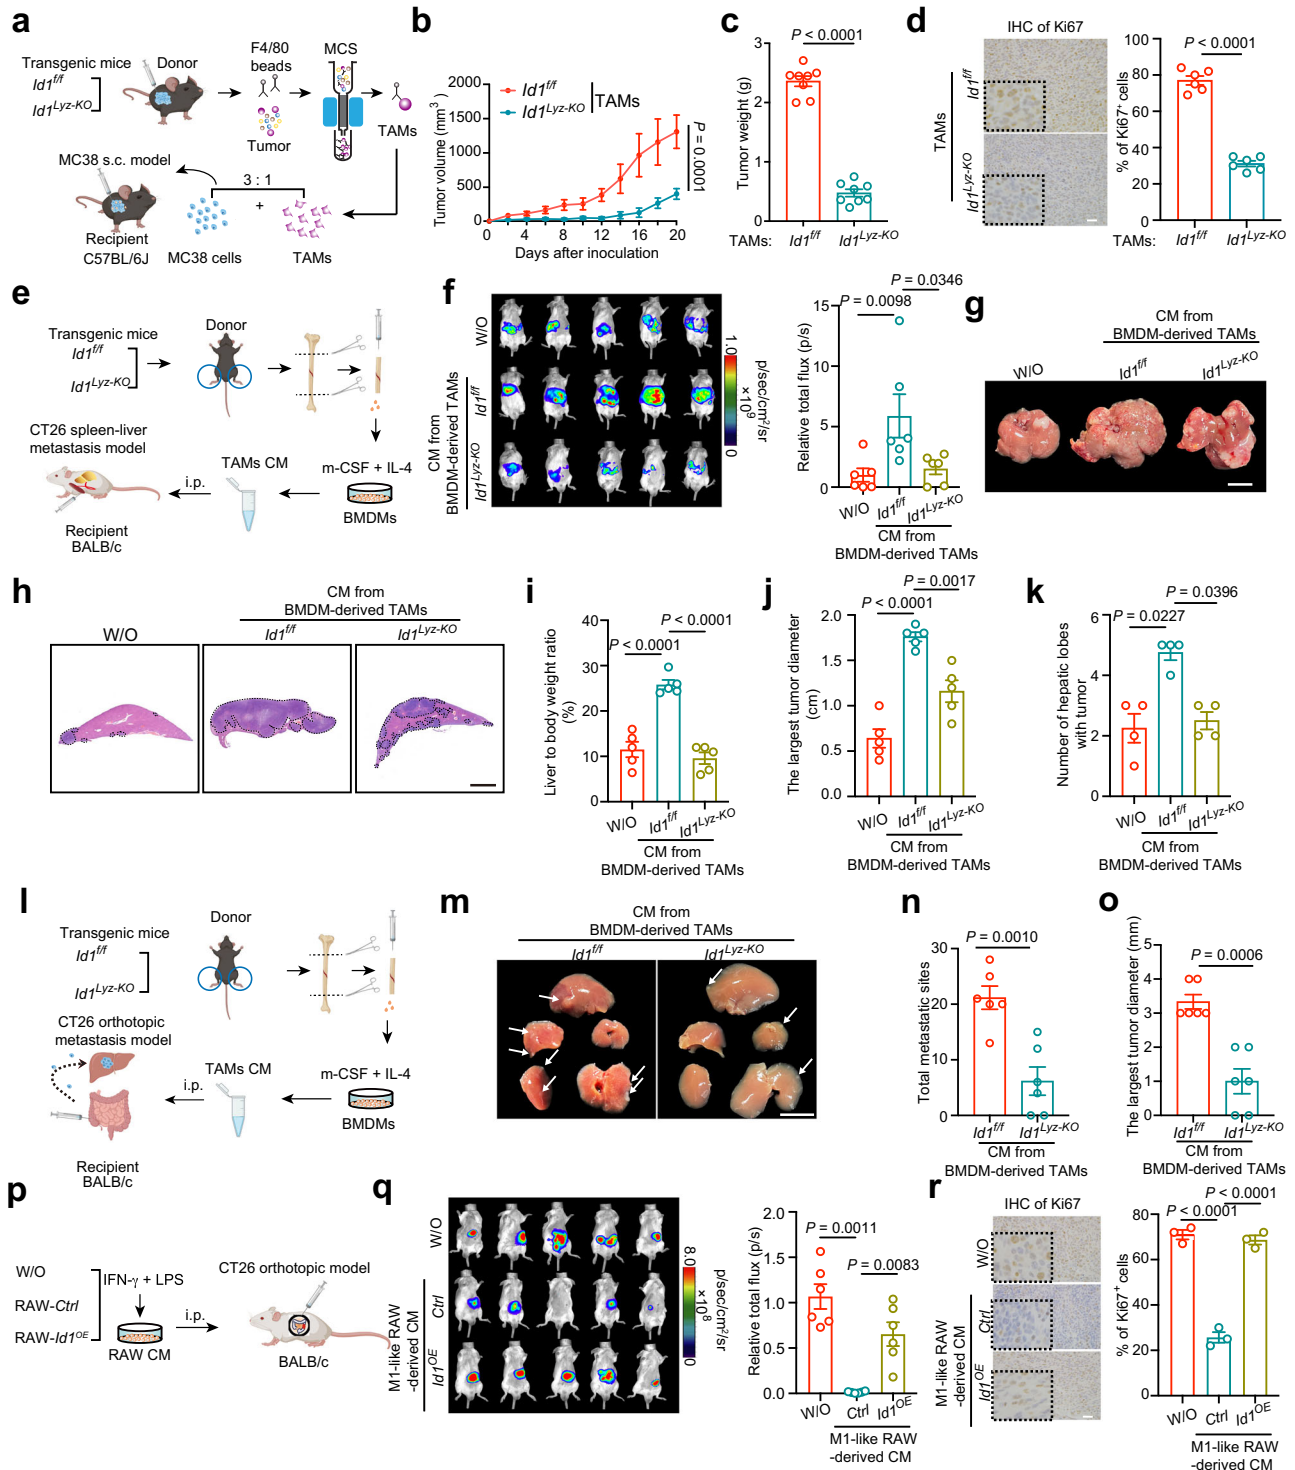 a
Transgenic mice
Id1f/f
Id1Lyz-KO
Donor
F4/80
beads
MCS
Tumor
TAMs
MC38 s.c. model
3 : 1
+
Recipient
C57BL/6J
MC38 cells
TAMs
b
Tumor volume (mm3)
2000
1500
1000
500
0
Id1f/f
Id1Lyz-KO
TAMs
P = 0.0001
0 4 8 12 16 20
Days after inoculation
c
P < 0.0001
Tumor weight (g)
3
2
1
0
TAMs: Id1f/f Id1Lyz-KO
d
IHC of Ki67
TAMs
Id1f/f
Id1Lyz-KO
P < 0.0001
% of Ki67+ cells
100
80
60
40
20
0
TAMs: Id1f/f Id1Lyz-KO
e
Transgenic mice
Id1f/f
Id1Lyz-KO
Donor
CT26 spleen-liver
metastasis model
TAMs CM
m-CSF + IL-4
i.p.
BMDMs
Recipient
BALB/c
f
W/O
Id1f/f
Id1Lyz-KO
CM from
BMDM-derived TAMs
1.0
0
p/sec/cm2/sr
×109
P = 0.0346
P = 0.0098
Relative total flux (p/s)
15
10
5
0
W/O Id1f/f Id1Lyz-KO
CM from
BMDM-derived TAMs
g
CM from
BMDM-derived TAMs
W/O Id1f/f Id1Lyz-KO
h
CM from
BMDM-derived TAMs
W/O Id1f/f Id1Lyz-KO
i
P < 0.0001
P < 0.0001
Liver to body weight ratio
(%)
40
30
20
10
0
W/O Id1f/f Id1Lyz-KO
CM from
BMDM-derived TAMs
j
P = 0.0017
P < 0.0001
The largest tumor diameter
(cm)
2.0
1.5
1.0
0.5
0.0
W/O Id1f/f Id1Lyz-KO
CM from
BMDM-derived TAMs
k
P = 0.0396
P = 0.0227
Number of hepatic lobes
with tumor
6
4
2
0
W/O Id1f/f Id1Lyz-KO
CM from
BMDM-derived TAMs
l
Transgenic mice
Id1f/f
Id1Lyz-KO
Donor
CT26 orthotopic
metastasis model
TAMs CM
m-CSF + IL-4
i.p.
BMDMs
Recipient
BALB/c
m
CM from
BMDM-derived TAMs
Id1f/f Id1Lyz-KO
n
P = 0.0010
Total metastatic sites
30
20
10
0
Id1f/f Id1Lyz-KO
CM from
BMDM-derived TAMs
o
P = 0.0006
The largest tumor diameter (mm)
5
4
3
2
1
0
Id1f/f Id1Lyz-KO
CM from
BMDM-derived TAMs
p
W/O
RAW-Ctrl
RAW-Id1OE
IFN-γ + LPS
RAW CM
i.p.
CT26 orthotopic model
BALB/c
q
W/O
Ctrl
Id1OE
M1-like RAW
-derived CM
8.0
0
p/sec/cm2/sr
×108
P = 0.0011
P = 0.0083
Relative total flux (p/s)
2.0
1.5
1.0
0.5
0.0
W/O Ctrl Id1OE
M1-like RAW
-derived CM
r
IHC of Ki67
W/O
Ctrl
Id1OE
M1-like RAW
-derived CM
P < 0.0001
P < 0.0001
% of Ki67+ cells
80
60
40
20
0
W/O Ctrl Id1OE
M1-like RAW
-derived CM